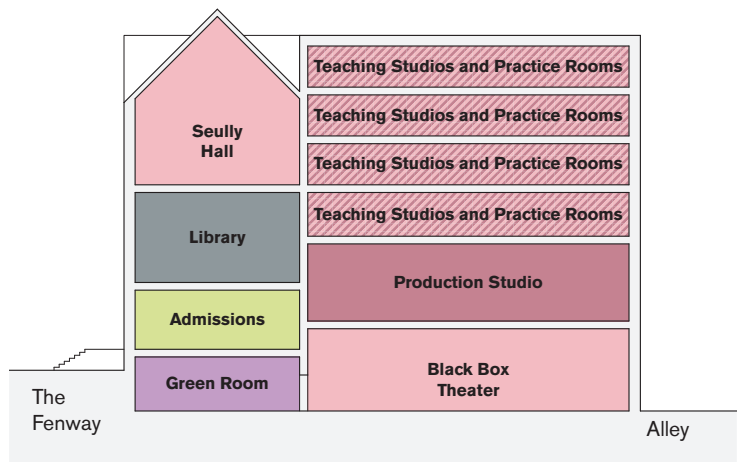 Teaching Studios and Practice Rooms
Teaching Studios and Practice Rooms
Seully
Hall
Teaching Studios and Practice Rooms
Teaching Studios and Practice Rooms
Library
Production Studio
Admissions
Black Box
Theater
Green Room
The
Fenway
Alley